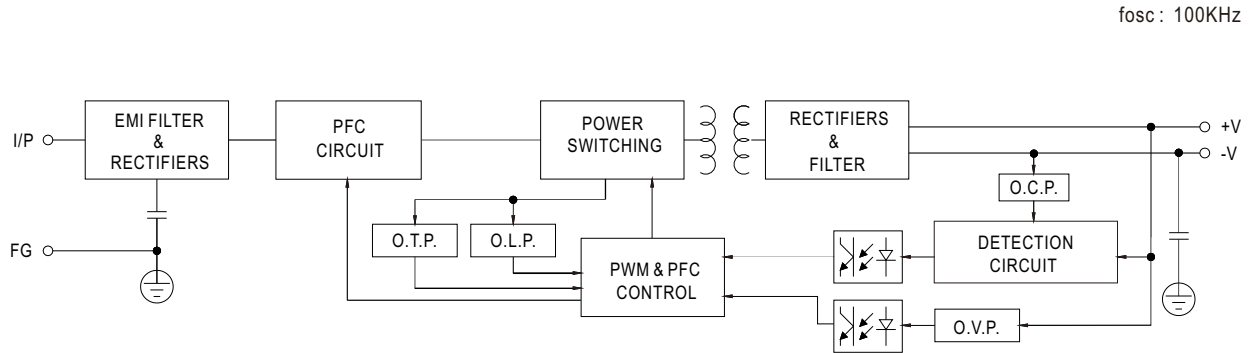 fosc : 100KHz
I/P
EMI FILTER
&
RECTIFIERS
PFC
CIRCUIT
POWER
SWITCHING
RECTIFIERS
&
FILTER
+V
-V
O.C.P.
FG
O.T.P.
O.L.P.
PWM & PFC
CONTROL
DETECTION
CIRCUIT
O.V.P.